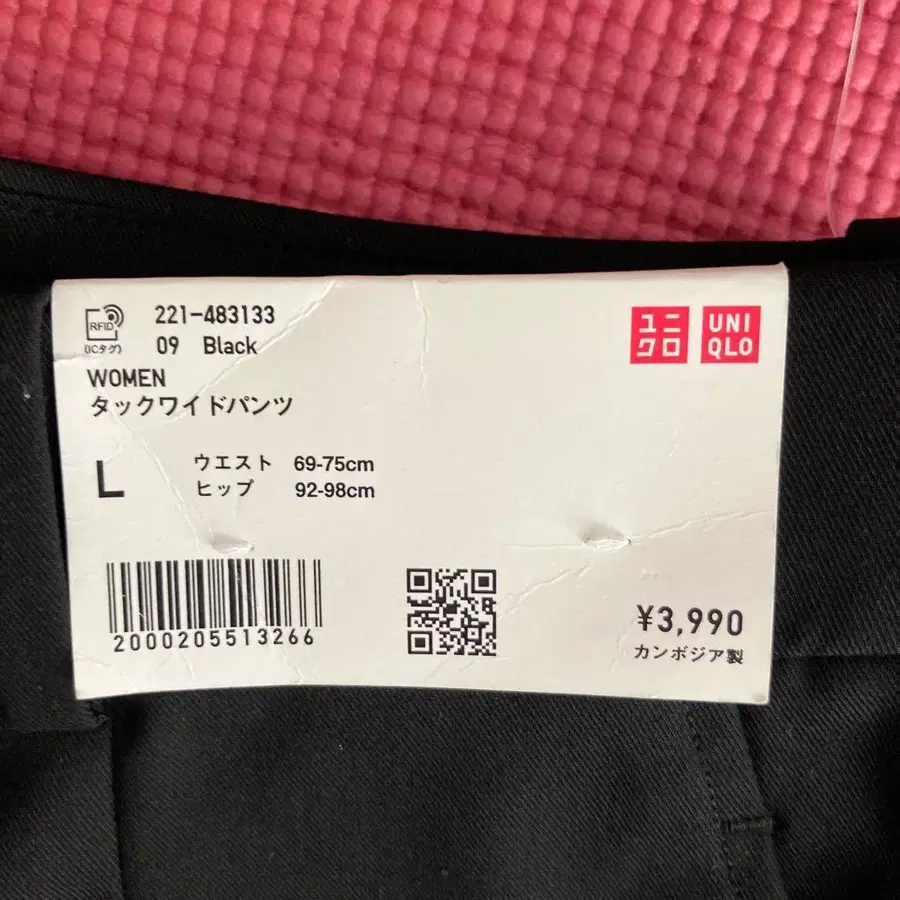 RFID
(ICタグ)
221-483133
09 Black
WOMEN
タックワイドパンツ
ユニ
クロ
UNI
QLO
L
ウエスト 69-75cm
ヒップ 92-98cm
2000205513266
¥3,990
カンボジア製